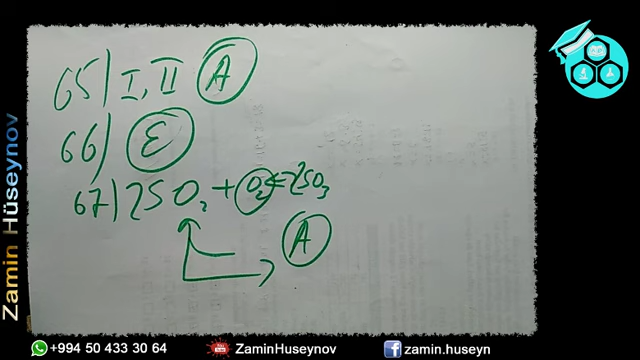 65) I, II A
66) E
67) 2SO₂ + O₂ ⇄ 2SO₃
A
Zamin Hüseynov
+994 50 433 30 64
ZaminHuseynov
zamin.huseyn